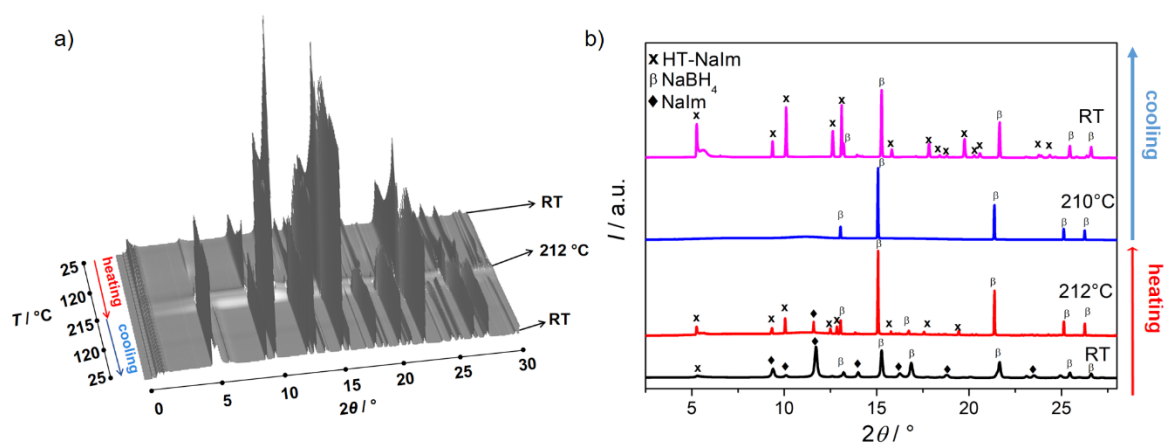 a)
RT
212 °C
RT
25
120
215
120
25
T / °C
heating
cooling
0
5
10
15
20
25
30
2θ / °
b)
x HT-NaIm
β NaBH4
♦ NaIm
x
x
x
x
x
β
β
x
x
x
x
x
x
x
β
x
x
β
β
RT
β
β
β
β
β
210°C
x
x
x
♦
x
x
β
β
x
β
x
x
β
β
β
212°C
x
♦
♦
♦
β
♦
β
♦
β
♦
β
♦
β
β
RT
I / a.u.
5
10
15
20
25
2θ / °
cooling
heating